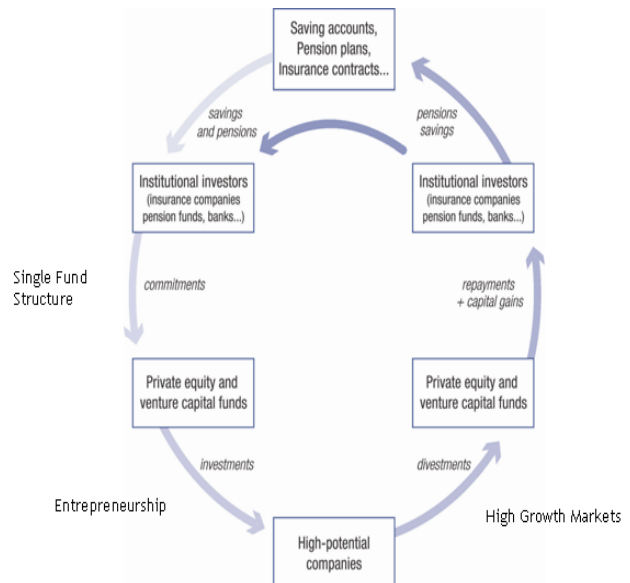 Saving accounts,
Pension plans,
Insurance contracts...
savings
and pensions
pensions
savings
Institutional investors
(insurance companies
pension funds, banks...)
Institutional investors
(insurance companies
pension funds, banks...)
Single Fund
Structure
commitments
repayments
+ capital gains
Private equity and
venture capital funds
Private equity and
venture capital funds
investments
divestments
Entrepreneurship
High Growth Markets
High-potential
companies